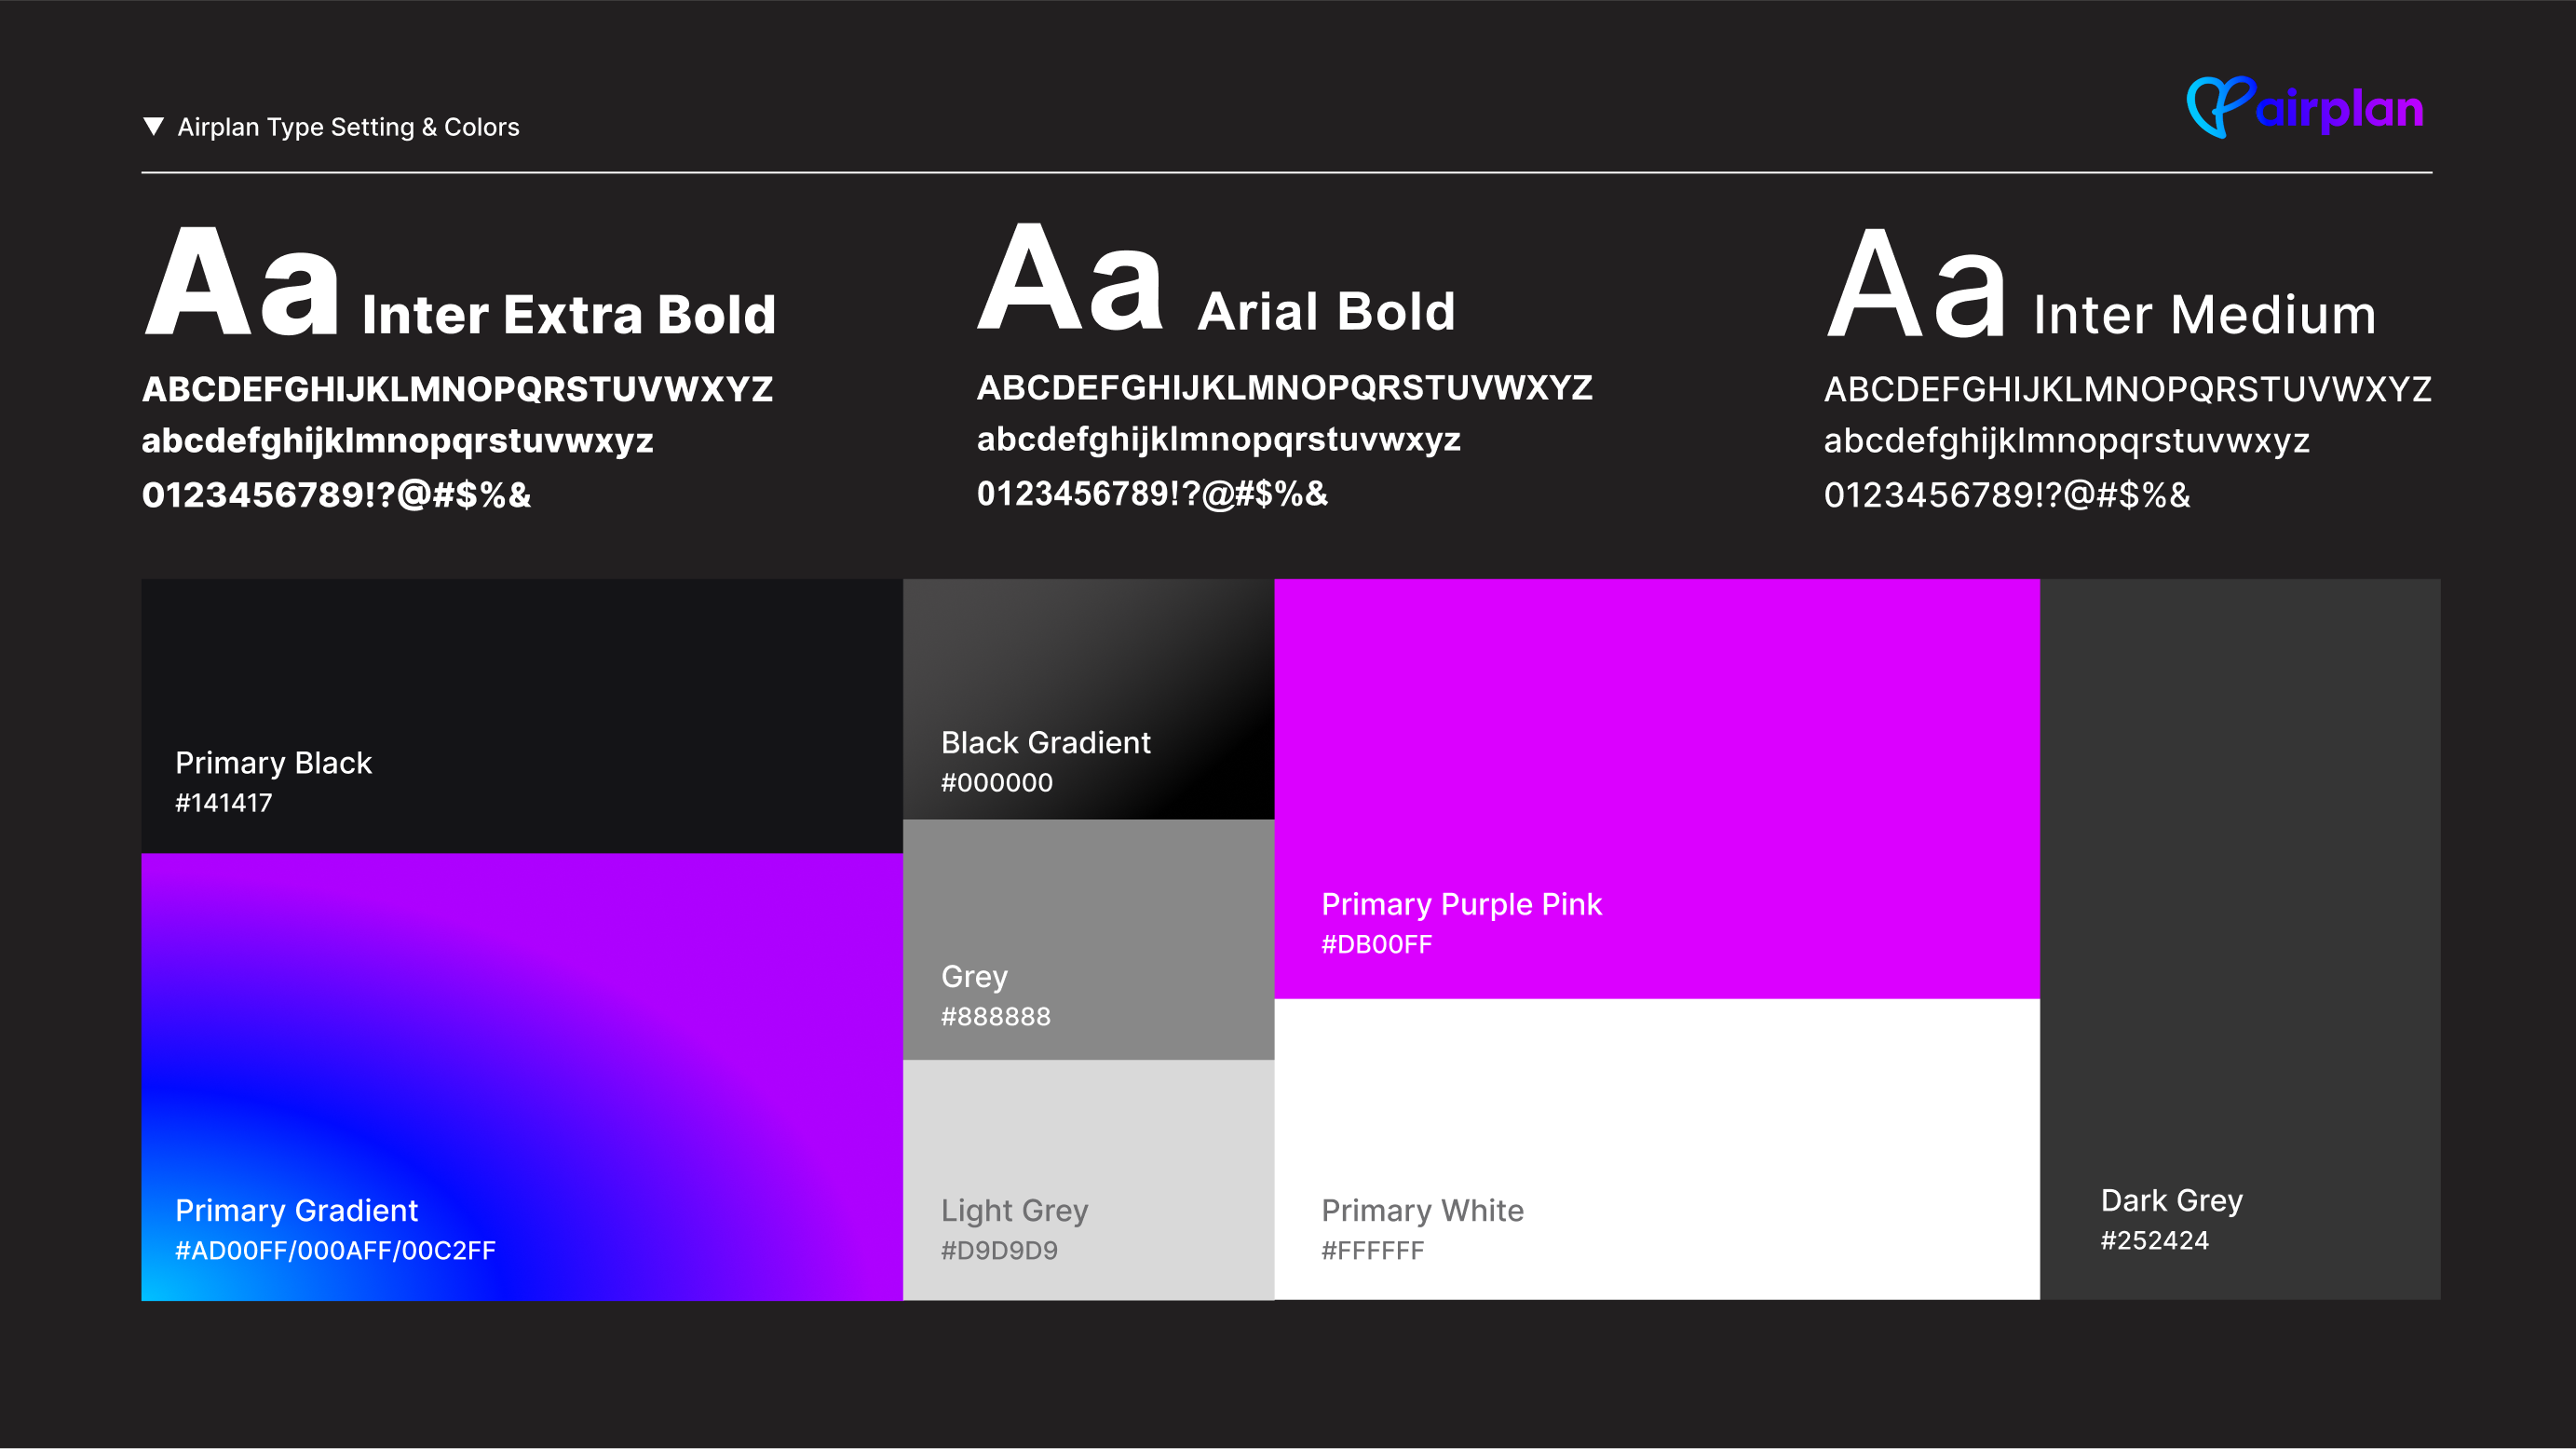 ▼ Airplan Type Setting & Colors
airplan
Aa Inter Extra Bold
ABCDEFGHIJKLMNOPQRSTUVWXYZ
abcdefghijklmnopqrstuvwxyz
0123456789!?@#$%&
Aa Arial Bold
ABCDEFGHIJKLMNOPQRSTUVWXYZ
abcdefghijklmnopqrstuvwxyz
0123456789!?@#$%&
Aa Inter Medium
ABCDEFGHIJKLMNOPQRSTUVWXYZ
abcdefghijklmnopqrstuvwxyz
0123456789!?@#$%&
Primary Black
#141417
Primary Gradient
#AD00FF/000AFF/00C2FF
Black Gradient
#000000
Grey
#888888
Light Grey
#D9D9D9
Primary Purple Pink
#DB00FF
Primary White
#FFFFFF
Dark Grey
#252424